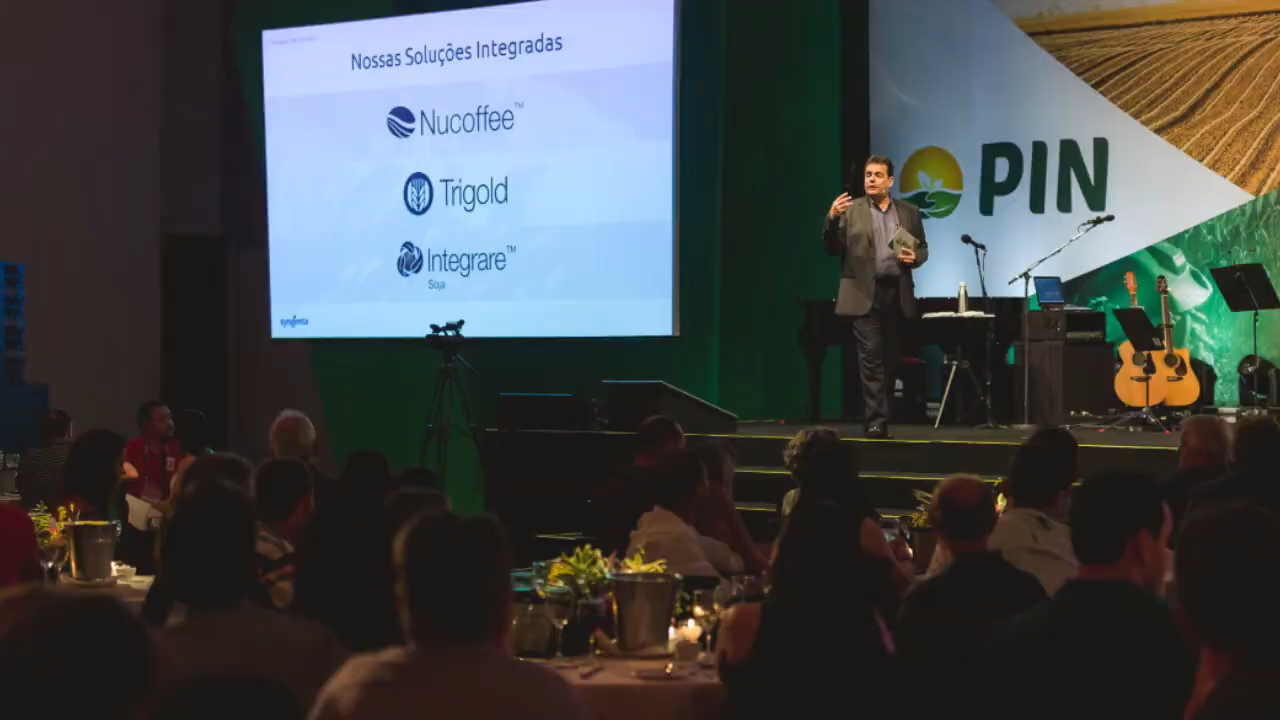 Nossas Soluções Integradas
Nucoffee™
Trigold
Integrare™
Soja
syngenta
PIN